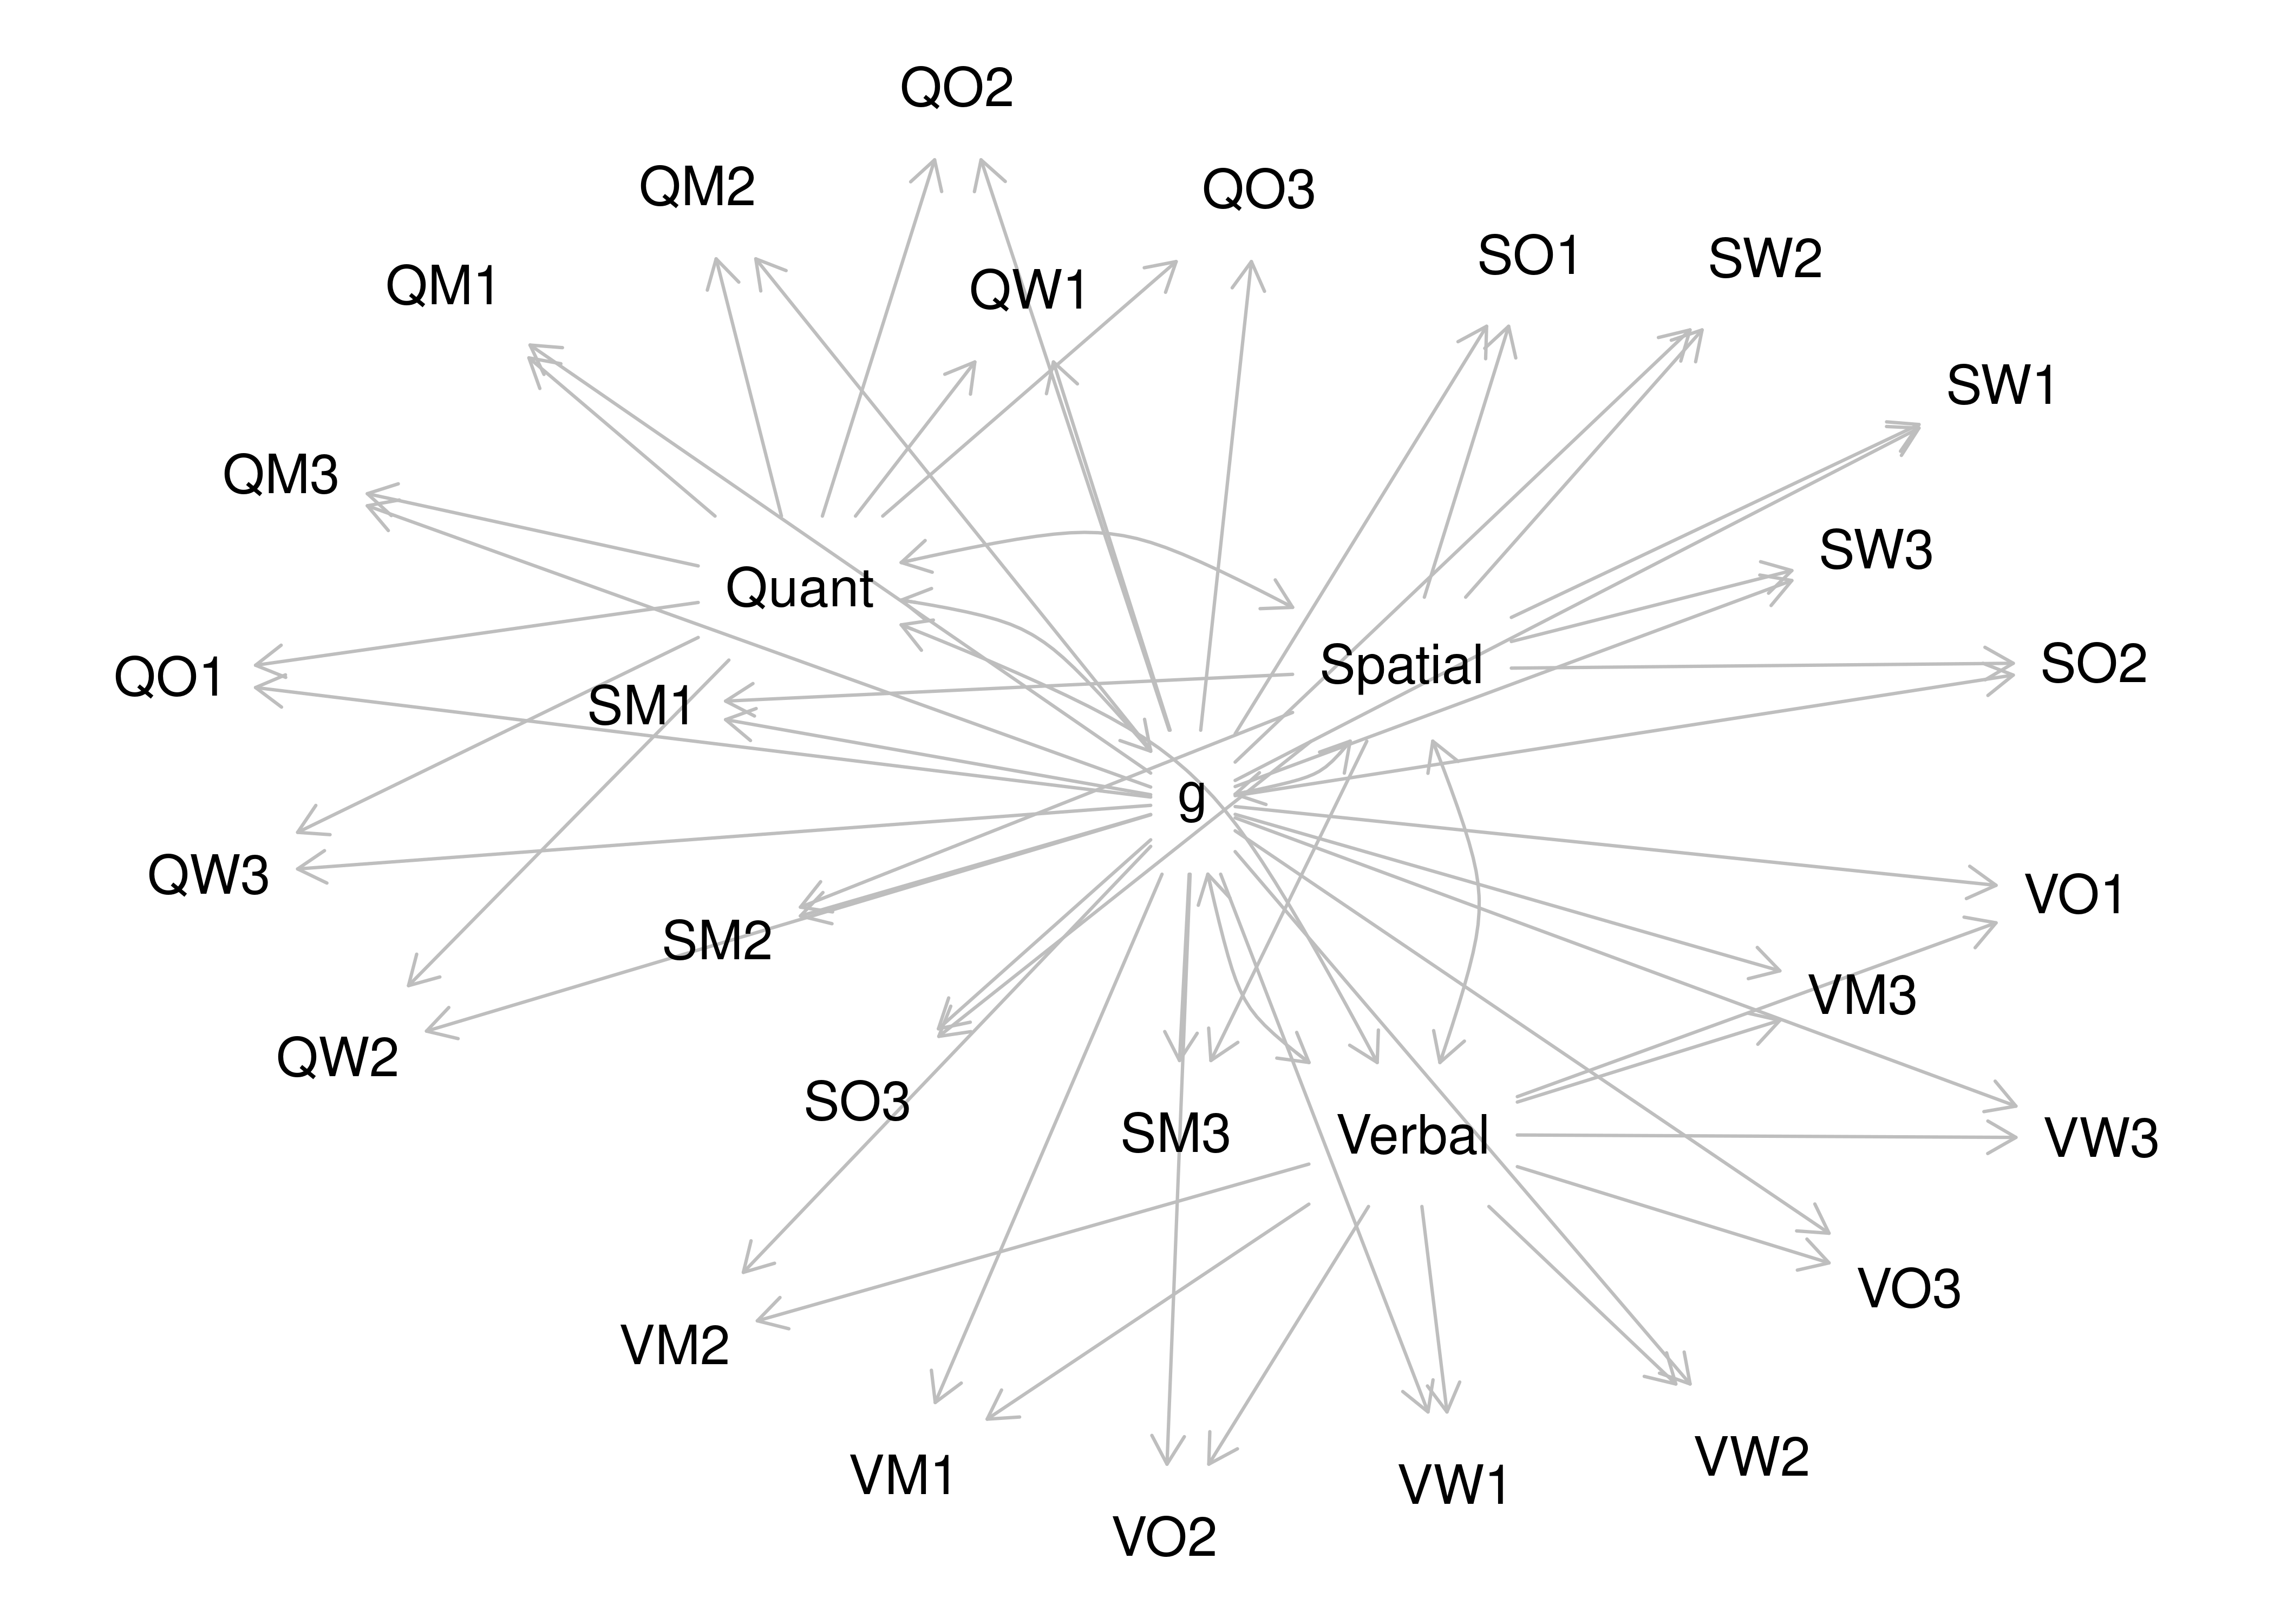 QO2
QM2
QO3
SO1
SW2
QM1
QW1
SW1
QM3
SW3
Quant
Spatial
SO2
QO1
SM1
g
QW3
VO1
SM2
VM3
QW2
SO3
SM3
Verbal
VW3
VO3
VM2
VM1
VW1
VW2
VO2